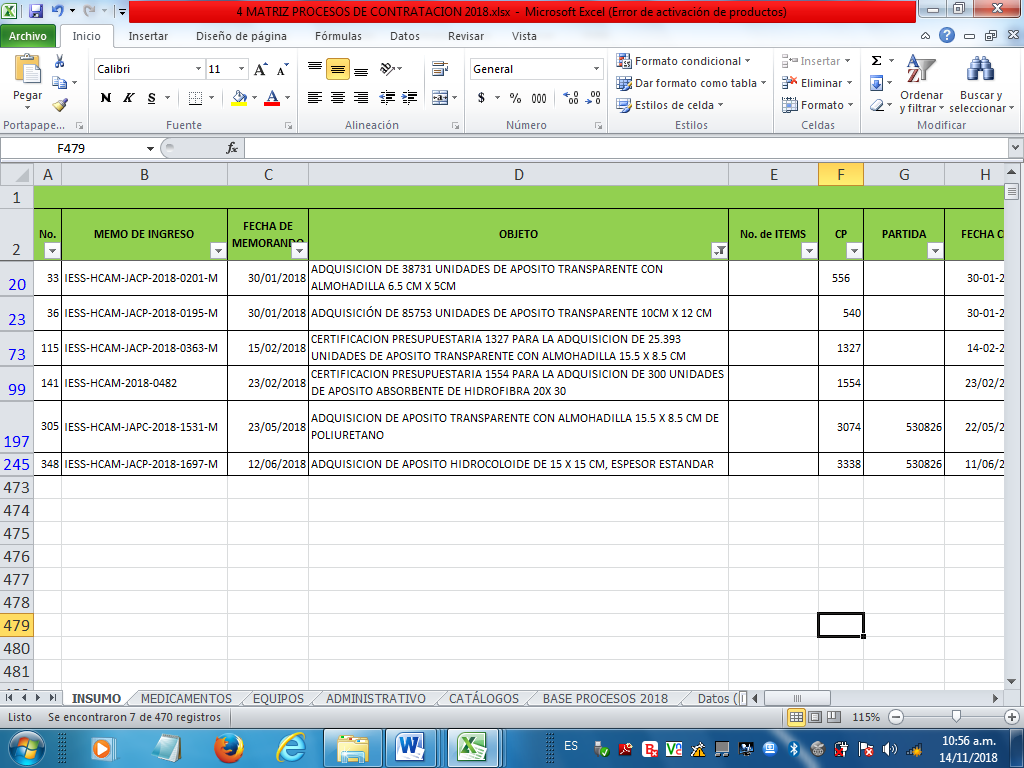 4 MATRIZ PROCESOS DE CONTRATACION 2018.xlsx - Microsoft Excel (Error de activación de productos)
Archivo Inicio Insertar Diseño de página Fórmulas Datos Revisar Vista
Pegar
Calibri 11
N K S
General
$ % 000
Formato condicional
Dar formato como tabla
Estilos de celda
Insertar
Eliminar
Formato
Σ
Ordenar y filtrar
Buscar y seleccionar
Portapape... Fuente Alineación Número Estilos Celdas Modificar
F479 fx
A B C D E F G H
1
2 No. MEMO DE INGRESO FECHA DE MEMORANDO OBJETO No. de ITEMS CP PARTIDA FECHA C
20 33 IESS-HCAM-JACP-2018-0201-M 30/01/2018 ADQUISICION DE 38731 UNIDADES DE APOSITO TRANSPARENTE CON 556 30-01-2
ALMOHADILLA 6.5 CM X 5CM
23 36 IESS-HCAM-JACP-2018-0195-M 30/01/2018 ADQUISICIÓN DE 85753 UNIDADES DE APOSITO TRANSPARENTE 10CM X 12 CM 540 30-01-2
73 115 IESS-HCAM-JACP-2018-0363-M 15/02/2018 CERTIFICACION PRESUPUESTARIA 1327 PARA LA ADQUISICION DE 25.393 1327 14-02-2
UNIDADES DE APOSITO TRANSPARENTE CON ALMOHADILLA 15.5 X 8.5 CM
99 141 IESS-HCAM-2018-0482 23/02/2018 CERTIFICACION PRESUPUESTARIA 1554 PARA LA ADQUISICION DE 300 UNIDADES 1554 23/02/2
DE APOSITO ABSORBENTE DE HIDROFIBRA 20X 30
197 305 IESS-HCAM-JAPC-2018-1531-M 23/05/2018 ADQUISICION DE APOSITO TRANSPARENTE CON ALMOHADILLA 15.5 X 8.5 CM DE 3074 530826 22/05/2
POLIURETANO
245 348 IESS-HCAM-JACP-2018-1697-M 12/06/2018 ADQUISICION DE APOSITO HIDROCOLOIDE DE 15 X 15 CM, ESPESOR ESTANDAR 3338 530826 11/06/2
473
474
475
476
477
478
479
480
481
INSUMO MEDICAMENTOS EQUIPOS ADMINISTRATIVO CATÁLOGOS BASE PROCESOS 2018 Datos (
Listo Se encontraron 7 de 470 registros 115%
ES 10:56 a.m.
14/11/2018